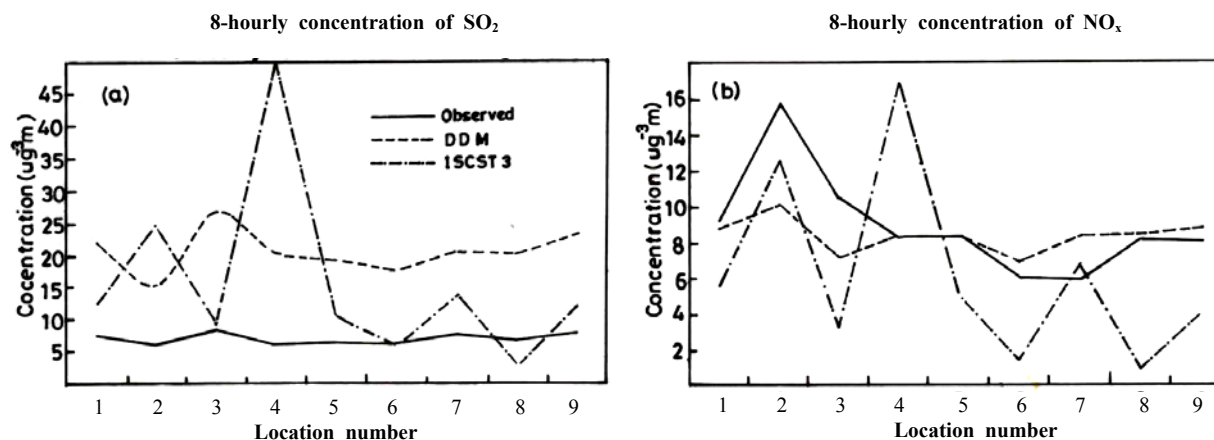 8-hourly concentration of SO2
(a)
Observed
DDM
ISCST3
Cocentration (ug-3m)
45
40
35
30
25
20
15
10
5
1 2 3 4 5 6 7 8 9
Location number
8-hourly concentration of NOx
(b)
Concentration (ug-3m)
16
14
12
10
8
6
4
2
1 2 3 4 5 6 7 8 9
Location number